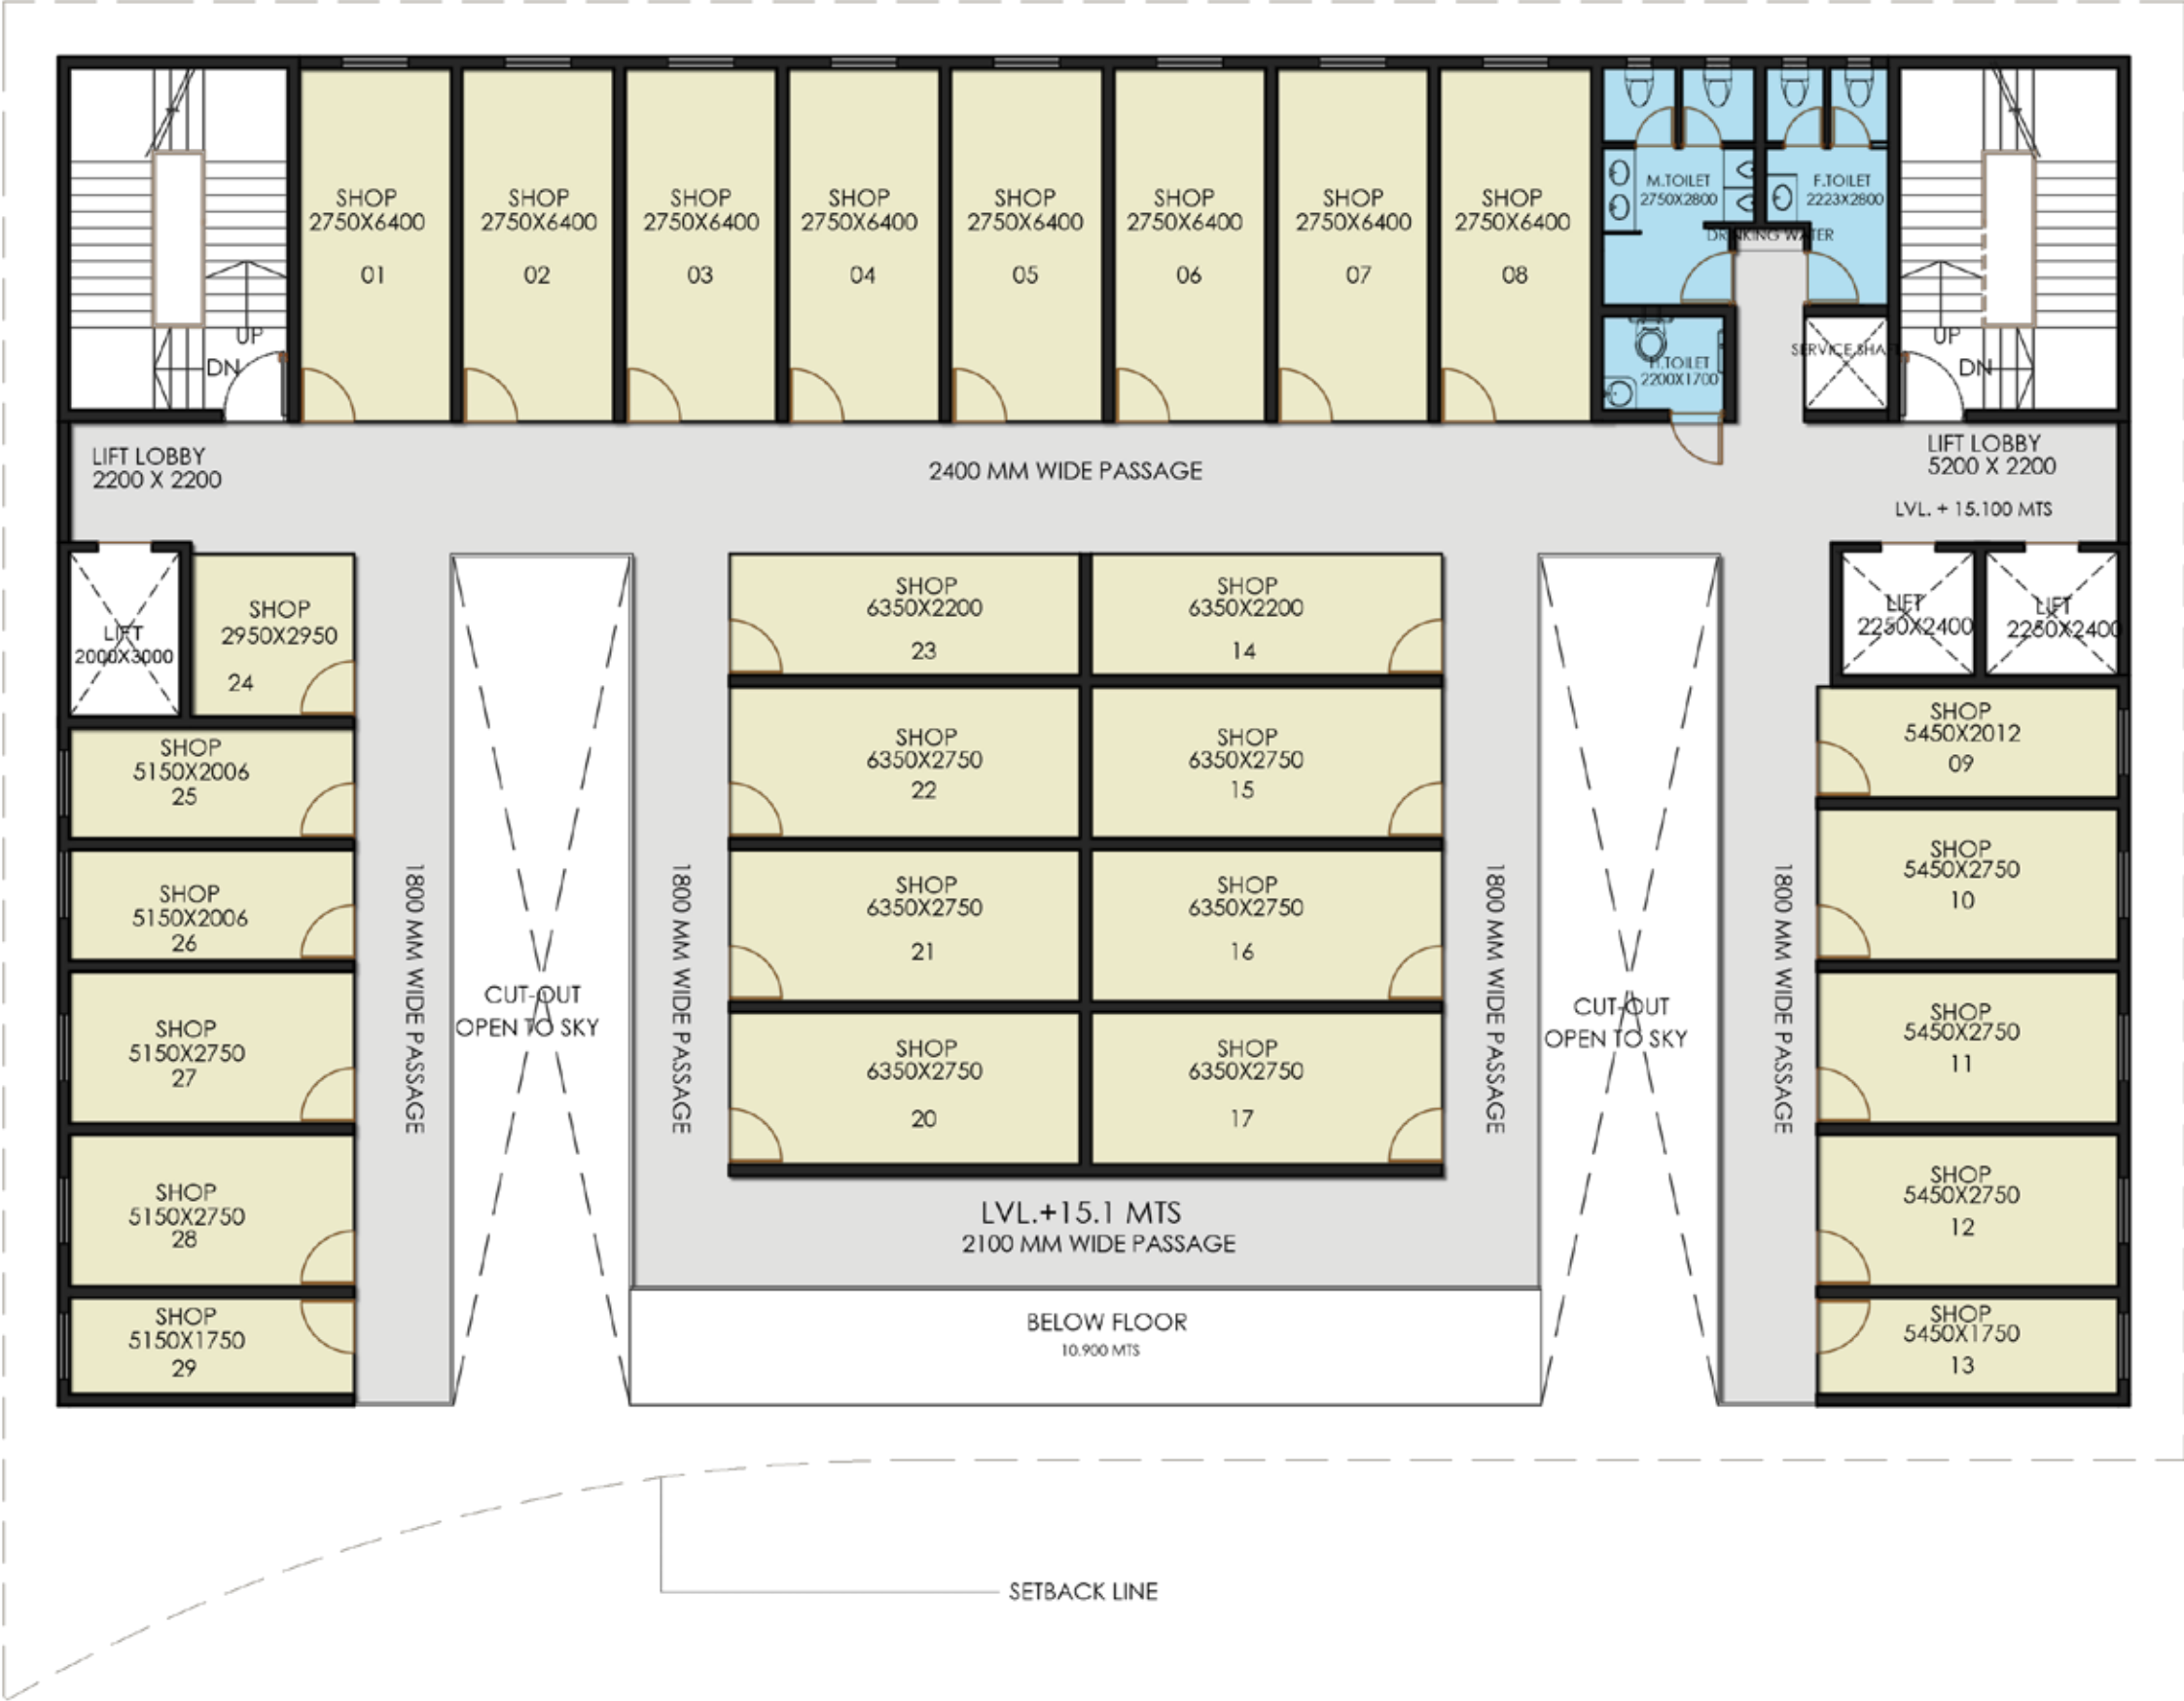 SHOP
2750X6400
01
SHOP
2750X6400
02
SHOP
2750X6400
03
SHOP
2750X6400
04
SHOP
2750X6400
05
SHOP
2750X6400
06
SHOP
2750X6400
07
SHOP
2750X6400
08
M.TOILET
2750X2800
F.TOILET
2223X2800
DRINKING WATER
UP
DN
H.TOILET
2200X1700
SERVICE SHA
UP
DN
LIFT LOBBY
2200 X 2200
2400 MM WIDE PASSAGE
LIFT LOBBY
5200 X 2200
LVL. + 15.100 MTS
LIFT
2000X3000
SHOP
2950X2950
24
SHOP
6350X2200
23
SHOP
6350X2200
14
LIFT
2250X2400
LIFT
2250X2400
SHOP
5150X2006
25
SHOP
6350X2750
22
SHOP
6350X2750
15
SHOP
5450X2012
09
SHOP
5150X2006
26
1800 MM WIDE PASSAGE
1800 MM WIDE PASSAGE
SHOP
6350X2750
21
SHOP
6350X2750
16
1800 MM WIDE PASSAGE
1800 MM WIDE PASSAGE
SHOP
5450X2750
10
CUT-OUT
OPEN TO SKY
CUT-OUT
OPEN TO SKY
SHOP
5150X2750
27
SHOP
6350X2750
20
SHOP
6350X2750
17
SHOP
5450X2750
11
SHOP
5150X2750
28
LVL.+15.1 MTS
2100 MM WIDE PASSAGE
SHOP
5450X2750
12
SHOP
5150X1750
29
BELOW FLOOR
10.900 MTS
SHOP
5450X1750
13
SETBACK LINE